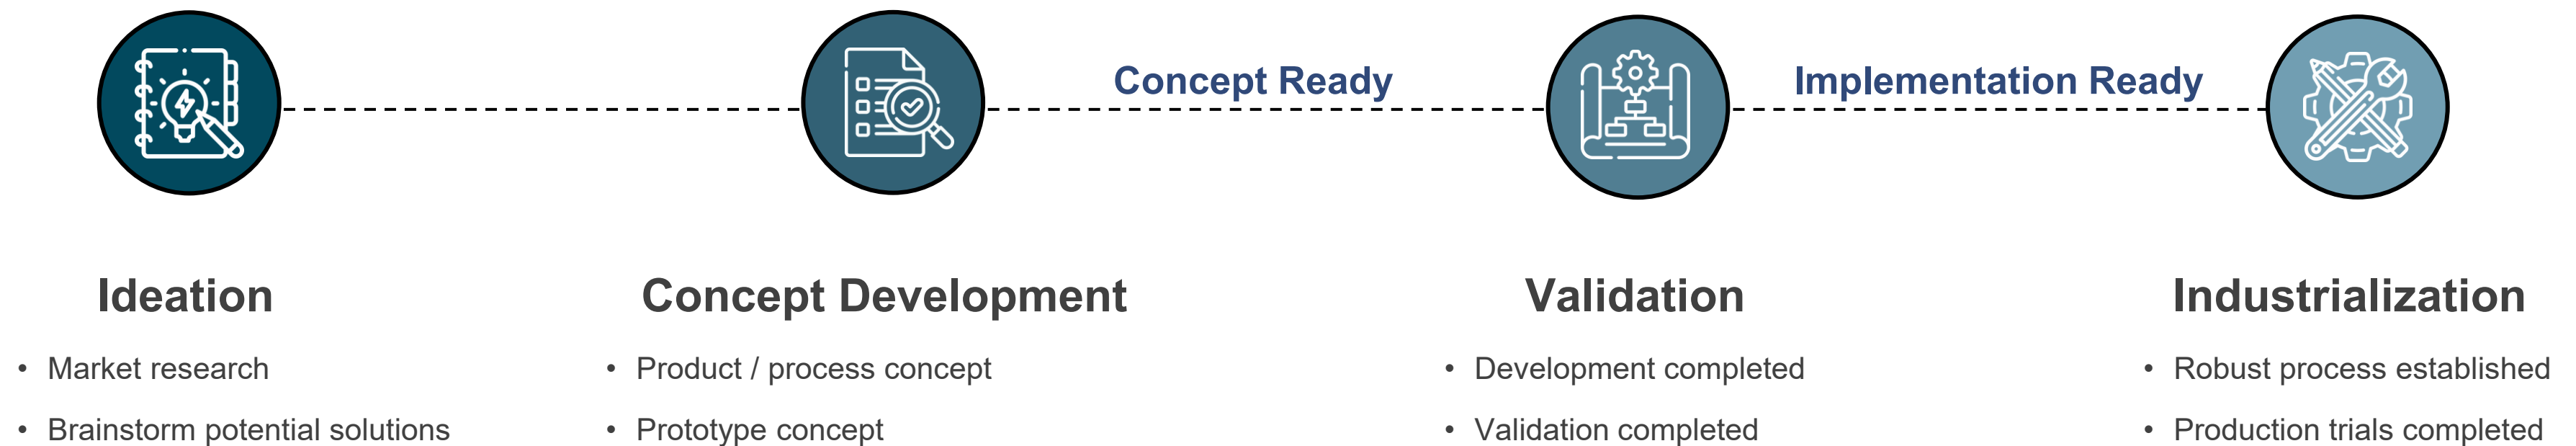 Concept Ready
Implementation Ready
Ideation
• Market research
• Brainstorm potential solutions
Concept Development
• Product / process concept
• Prototype concept
Validation
• Development completed
• Validation completed
Industrialization
• Robust process established
• Production trials completed